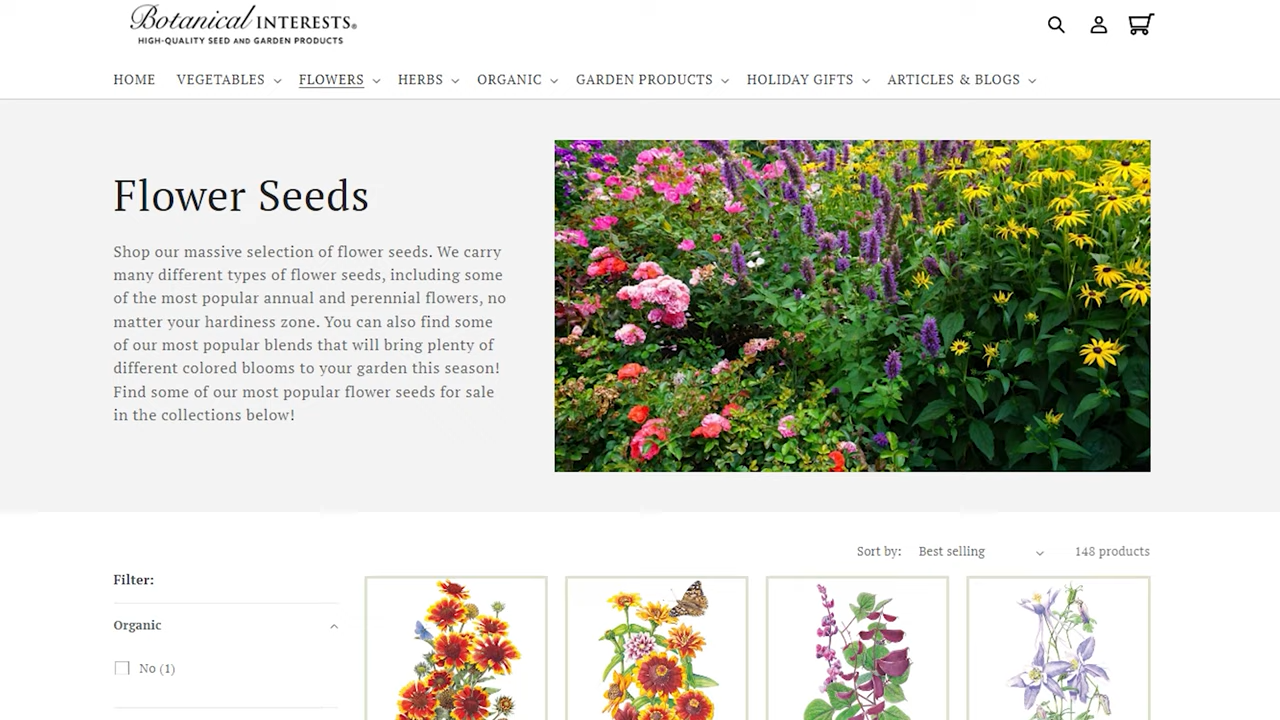 Botanical INTERESTS®
HIGH-QUALITY SEED AND GARDEN PRODUCTS
HOME VEGETABLES FLOWERS HERBS ORGANIC GARDEN PRODUCTS HOLIDAY GIFTS ARTICLES & BLOGS
Flower Seeds
Shop our massive selection of flower seeds. We carry
many different types of flower seeds, including some
of the most popular annual and perennial flowers, no
matter your hardiness zone. You can also find some
of our most popular blends that will bring plenty of
different colored blooms to your garden this season!
Find some of our most popular flower seeds for sale
in the collections below!
Sort by: Best selling 148 products
Filter:
Organic
No (1)